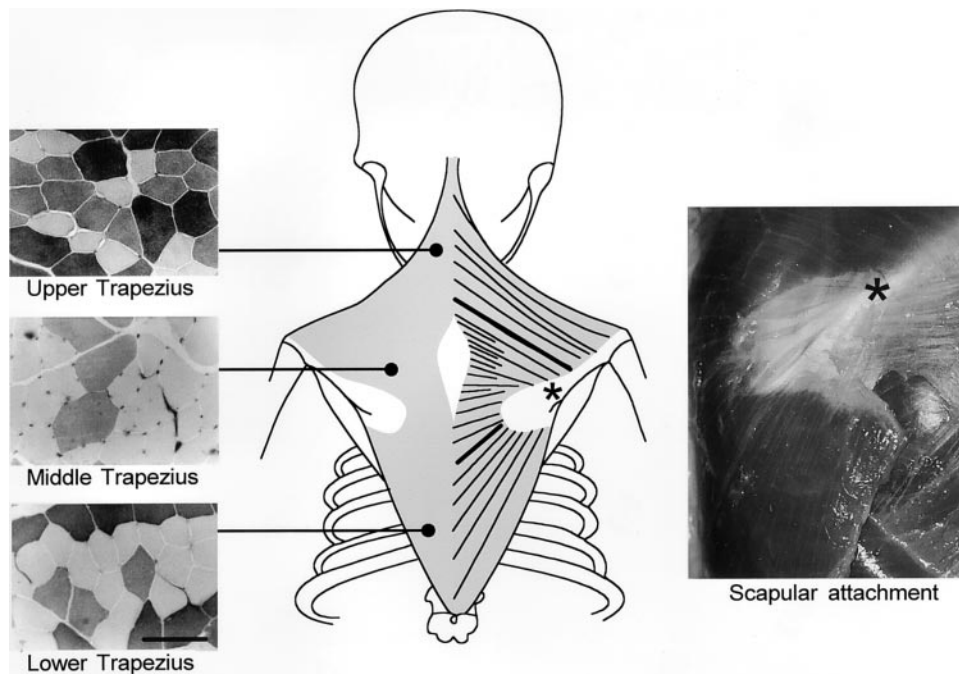 Upper Trapezius
Middle Trapezius
Lower Trapezius
*
*
Scapular attachment